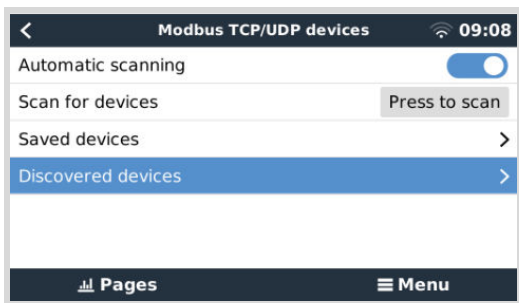 Modbus TCP/UDP devices 09:08
Automatic scanning
Scan for devices Press to scan
Saved devices
Discovered devices
Pages Menu